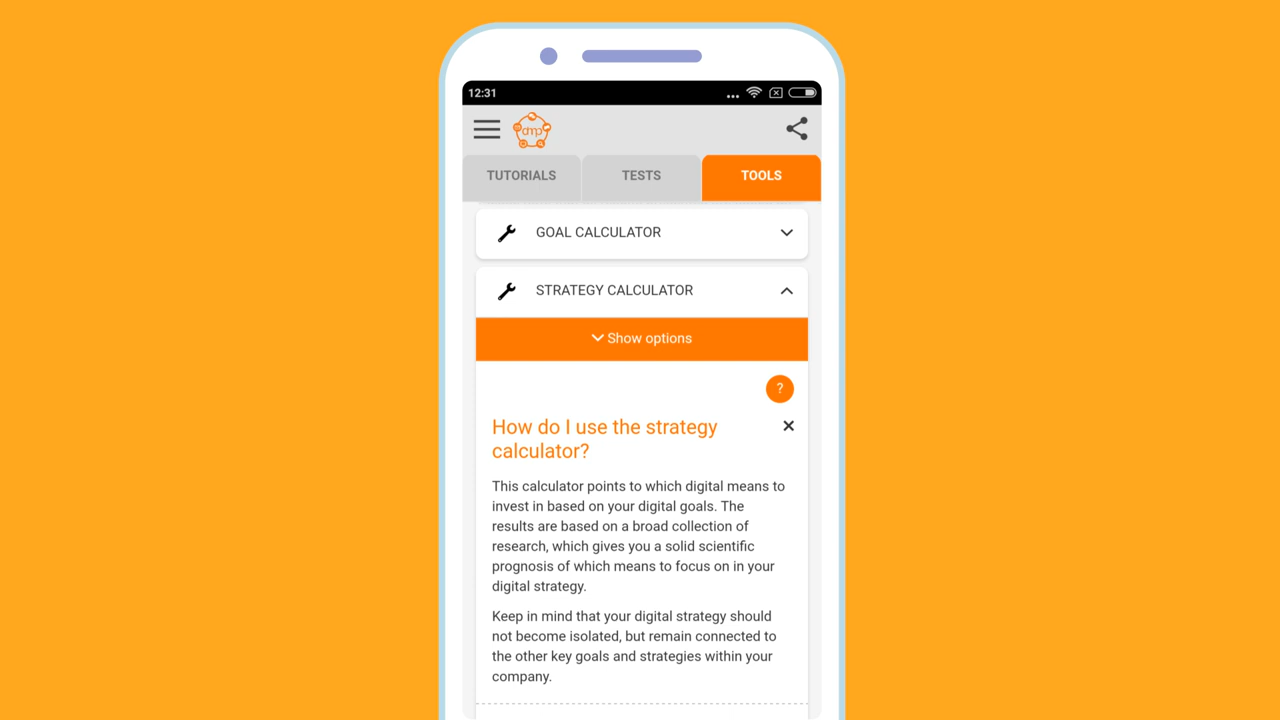 12:31
dmp
TUTORIALS TESTS TOOLS
GOAL CALCULATOR
STRATEGY CALCULATOR
Show options
?
How do I use the strategy
calculator?
This calculator points to which digital means to
invest in based on your digital goals. The
results are based on a broad collection of
research, which gives you a solid scientific
prognosis of which means to focus on in your
digital strategy.
Keep in mind that your digital strategy should
not become isolated, but remain connected to
the other key goals and strategies within your
company.